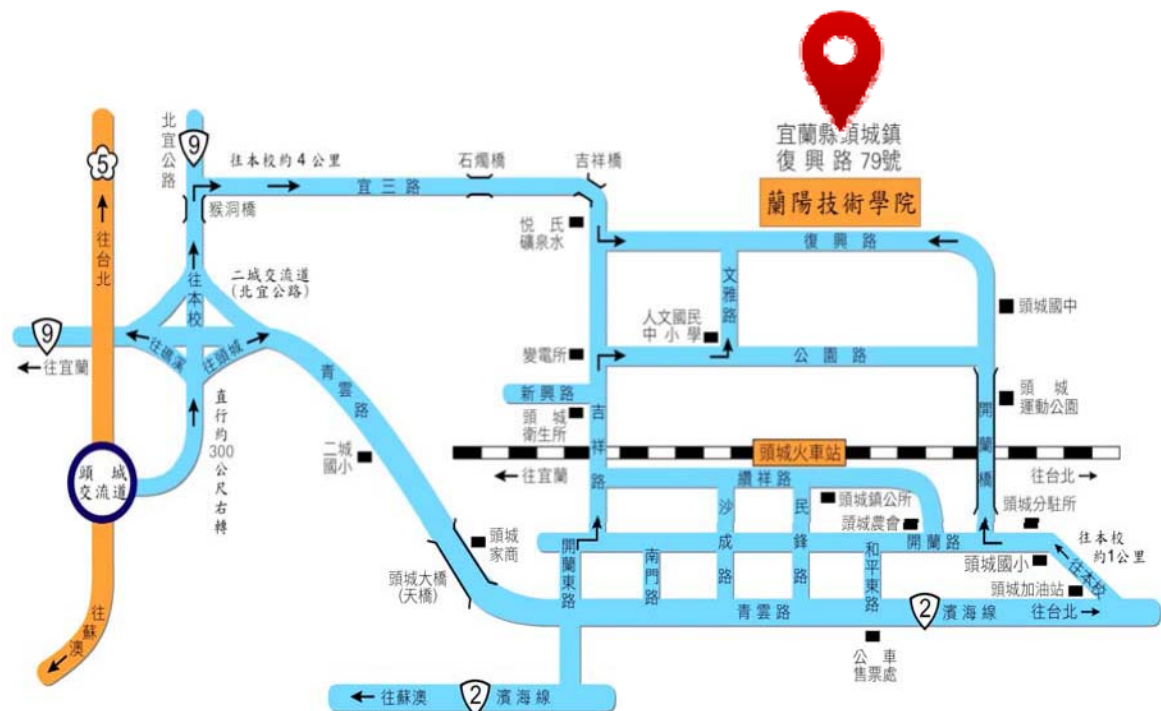 宜蘭縣頭城鎮
復興路 79號
蘭陽技術學院
北宜公路
9
5
往台北
往本校約4公里
宜三路
石燭橋
吉祥橋
猴洞橋
悦氏
礦泉水
復興路
文雅路
二城交流道
(北宜公路)
往本校
人文國民
中小學
頭城國中
9
往宜蘭
往礁溪
往頭城
青雲路
變電所
公園路
新興路
頭城
衛生所
吉祥路
開蘭橋
頭城
運動公園
直行約300公尺右轉
二城
國小
頭城火車站
往宜蘭
往台北
頭城
交流道
纘祥路
頭城鎮公所
頭城農會
頭城分駐所
沙成路
民鋒路
開蘭路
往本校
約1公里
頭城
家商
開蘭東路
南門路
和平東路
頭城國小
往本校
頭城加油站
頭城大橋
(天橋)
青雲路
2
濱海線
往台北
往蘇澳
公車
售票處
往蘇澳
2
濱海線